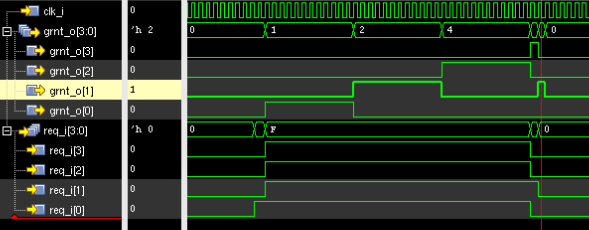 clk_i 0
grnt_o[3:0] 'h 2 0 1 2 4 0
grnt_o[3] 0
grnt_o[2] 0
grnt_o[1] 1
grnt_o[0] 0
req_i[3:0] 'h 0 0 F 0
req_i[3] 0
req_i[2] 0
req_i[1] 0
req_i[0] 0